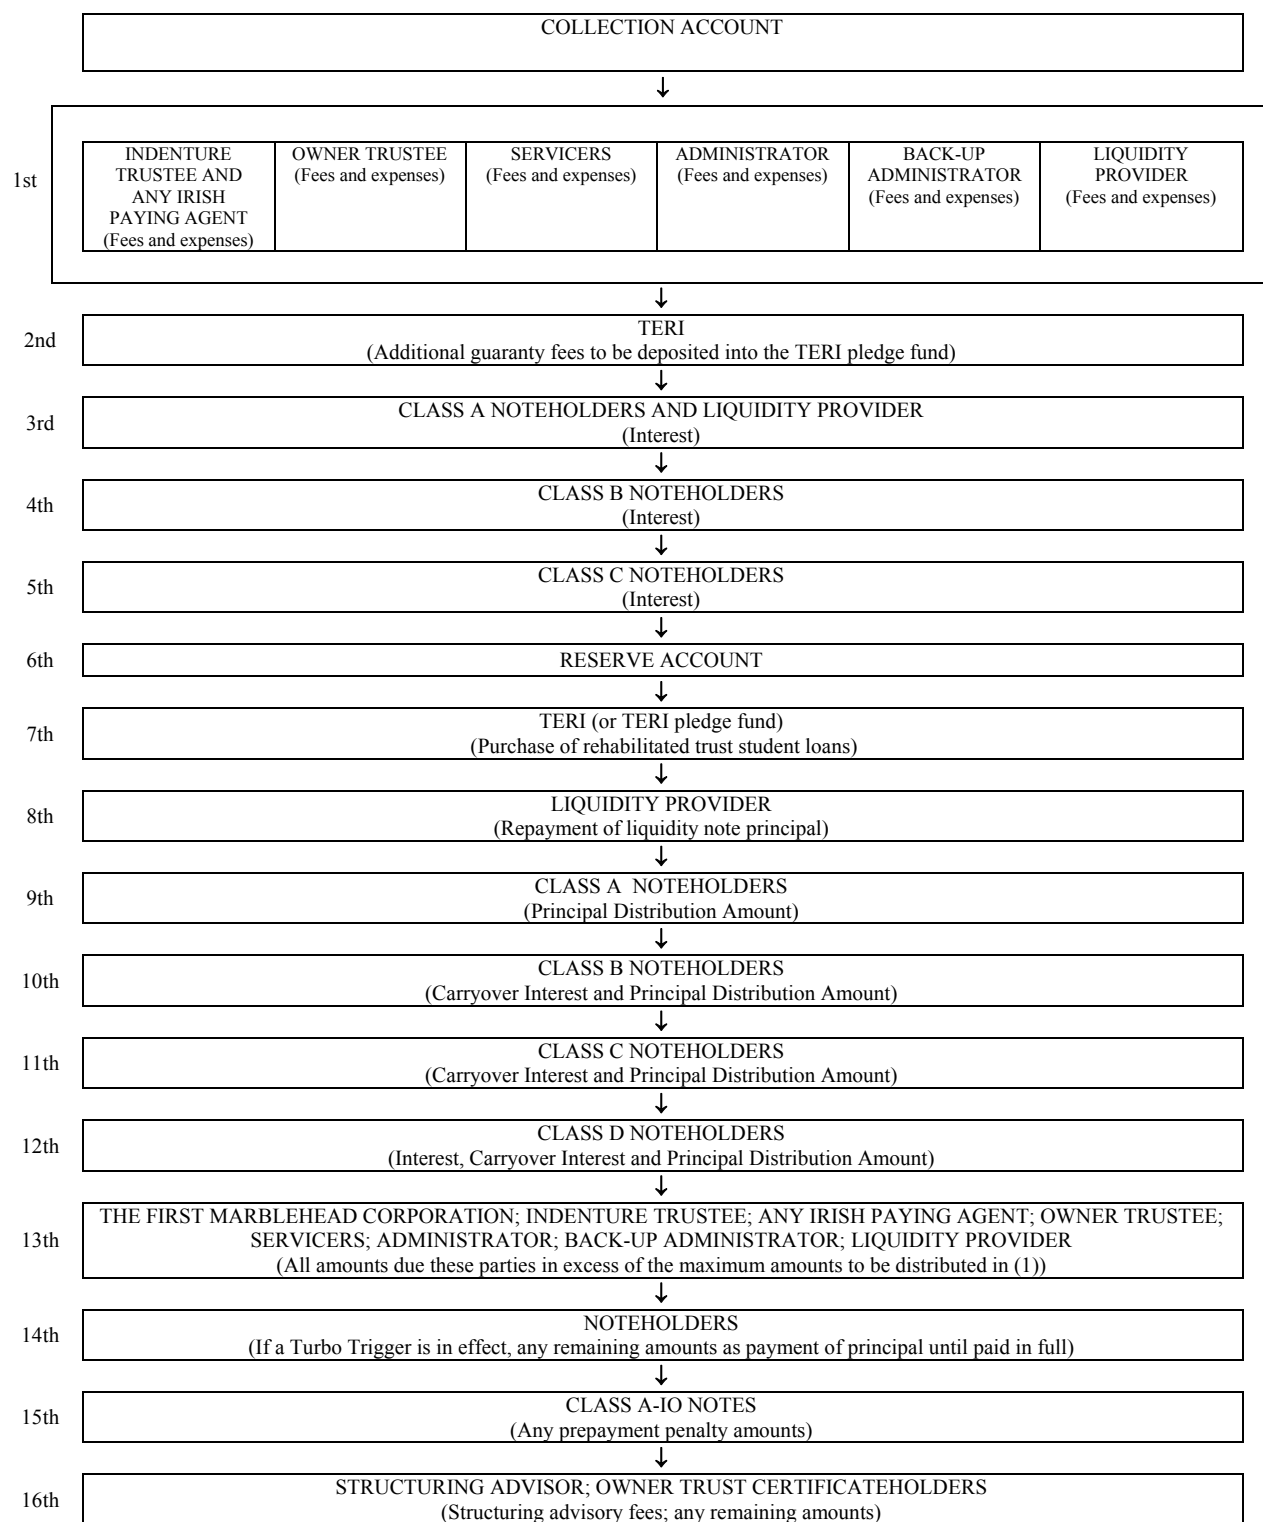 COLLECTION ACCOUNT
↓
1st
INDENTURE
TRUSTEE AND
ANY IRISH
PAYING AGENT
(Fees and expenses)
OWNER TRUSTEE
(Fees and expenses)
SERVICERS
(Fees and expenses)
ADMINISTRATOR
(Fees and expenses)
BACK-UP
ADMINISTRATOR
(Fees and expenses)
LIQUIDITY
PROVIDER
(Fees and expenses)
↓
2nd
TERI
(Additional guaranty fees to be deposited into the TERI pledge fund)
↓
3rd
CLASS A NOTEHOLDERS AND LIQUIDITY PROVIDER
(Interest)
↓
4th
CLASS B NOTEHOLDERS
(Interest)
↓
5th
CLASS C NOTEHOLDERS
(Interest)
↓
6th
RESERVE ACCOUNT
↓
7th
TERI (or TERI pledge fund)
(Purchase of rehabilitated trust student loans)
↓
8th
LIQUIDITY PROVIDER
(Repayment of liquidity note principal)
↓
9th
CLASS A NOTEHOLDERS
(Principal Distribution Amount)
↓
10th
CLASS B NOTEHOLDERS
(Carryover Interest and Principal Distribution Amount)
↓
11th
CLASS C NOTEHOLDERS
(Carryover Interest and Principal Distribution Amount)
↓
12th
CLASS D NOTEHOLDERS
(Interest, Carryover Interest and Principal Distribution Amount)
↓
13th
THE FIRST MARBLEHEAD CORPORATION; INDENTURE TRUSTEE; ANY IRISH PAYING AGENT; OWNER TRUSTEE;
SERVICERS; ADMINISTRATOR; BACK-UP ADMINISTRATOR; LIQUIDITY PROVIDER
(All amounts due these parties in excess of the maximum amounts to be distributed in (1))
↓
14th
NOTEHOLDERS
(If a Turbo Trigger is in effect, any remaining amounts as payment of principal until paid in full)
↓
15th
CLASS A-IO NOTES
(Any prepayment penalty amounts)
↓
16th
STRUCTURING ADVISOR; OWNER TRUST CERTIFICATEHOLDERS
(Structuring advisory fees; any remaining amounts)